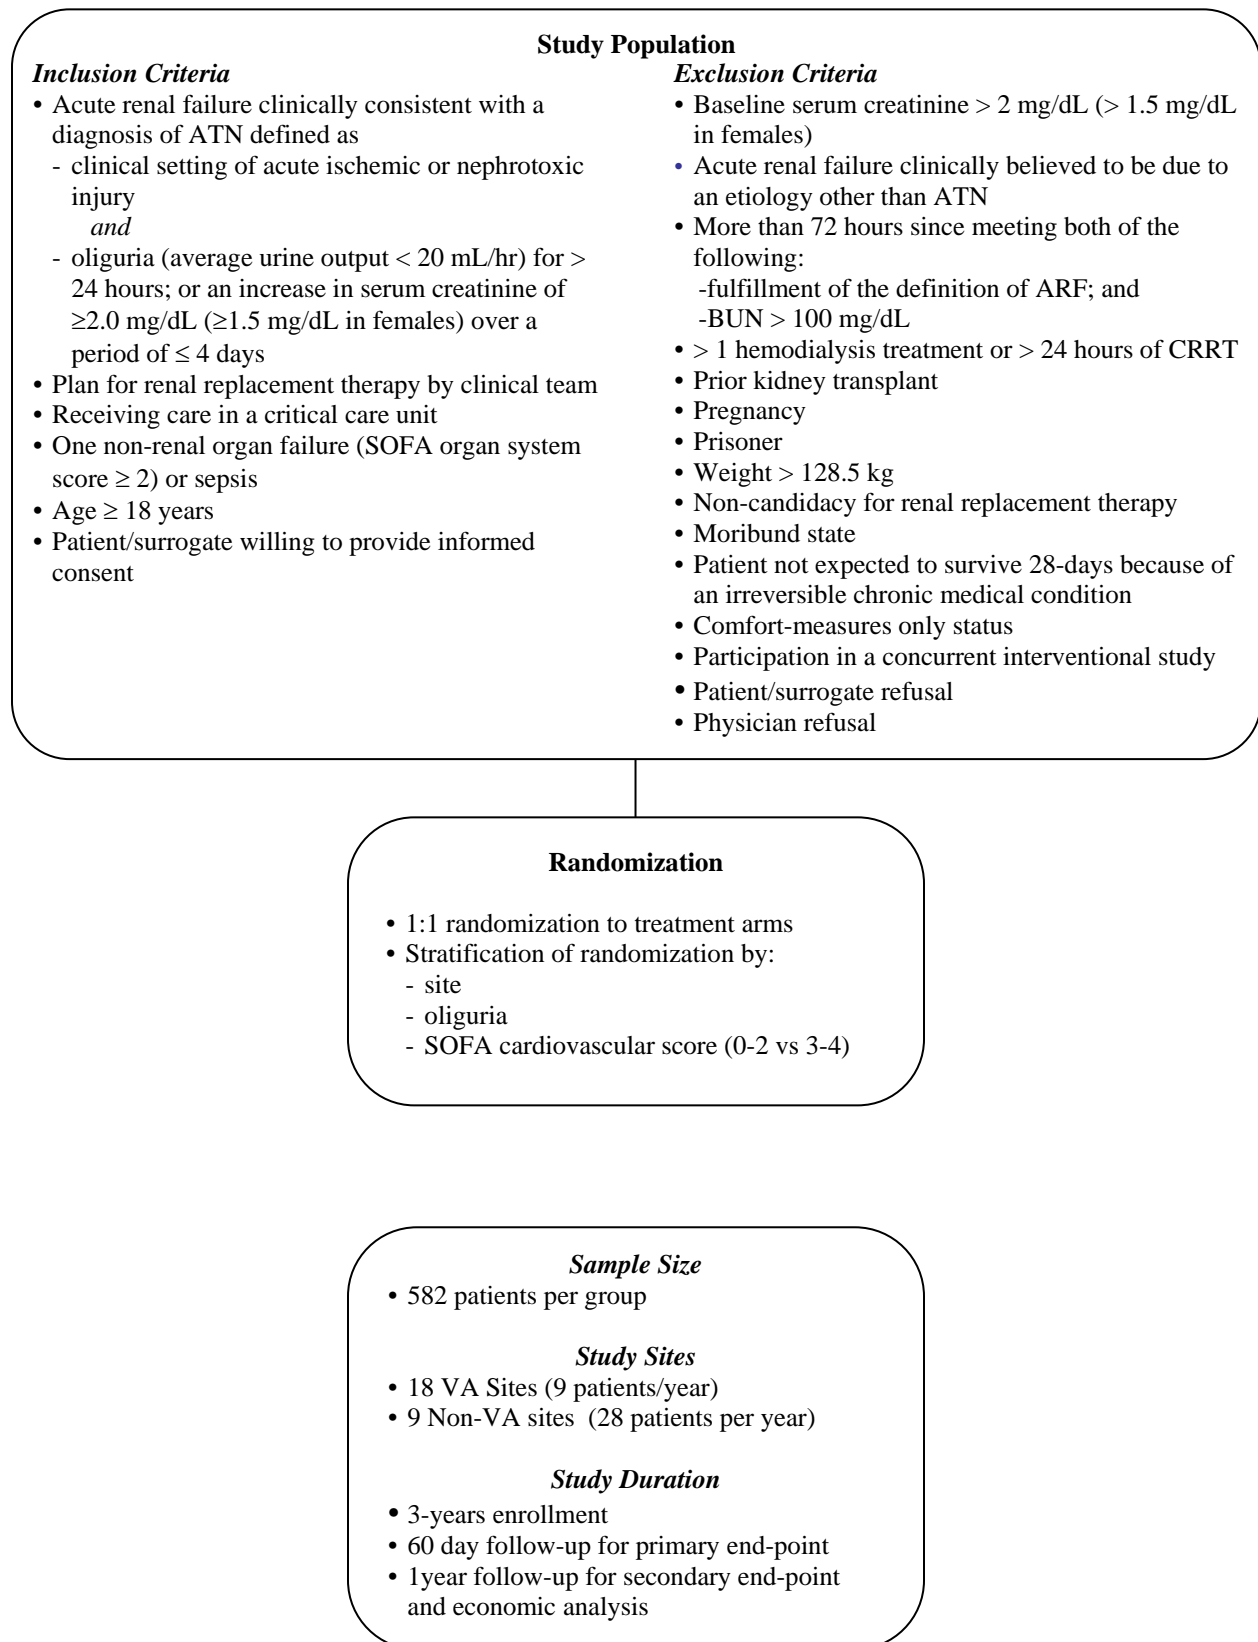 Study Population
Inclusion Criteria
• Acute renal failure clinically consistent with a
diagnosis of ATN defined as
- clinical setting of acute ischemic or nephrotoxic
injury
and
- oliguria (average urine output < 20 mL/hr) for >
24 hours; or an increase in serum creatinine of
≥2.0 mg/dL (≥1.5 mg/dL in females) over a
period of ≤ 4 days
• Plan for renal replacement therapy by clinical team
• Receiving care in a critical care unit
• One non-renal organ failure (SOFA organ system
score ≥ 2) or sepsis
• Age ≥ 18 years
• Patient/surrogate willing to provide informed
consent
Exclusion Criteria
• Baseline serum creatinine > 2 mg/dL (> 1.5 mg/dL
in females)
• Acute renal failure clinically believed to be due to
an etiology other than ATN
• More than 72 hours since meeting both of the
following:
-fulfillment of the definition of ARF; and
-BUN > 100 mg/dL
• > 1 hemodialysis treatment or > 24 hours of CRRT
• Prior kidney transplant
• Pregnancy
• Prisoner
• Weight > 128.5 kg
• Non-candidacy for renal replacement therapy
• Moribund state
• Patient not expected to survive 28-days because of
an irreversible chronic medical condition
• Comfort-measures only status
• Participation in a concurrent interventional study
• Patient/surrogate refusal
• Physician refusal
Randomization
• 1:1 randomization to treatment arms
• Stratification of randomization by:
- site
- oliguria
- SOFA cardiovascular score (0-2 vs 3-4)
Sample Size
• 582 patients per group
Study Sites
• 18 VA Sites (9 patients/year)
• 9 Non-VA sites (28 patients per year)
Study Duration
• 3-years enrollment
• 60 day follow-up for primary end-point
• 1year follow-up for secondary end-point
and economic analysis